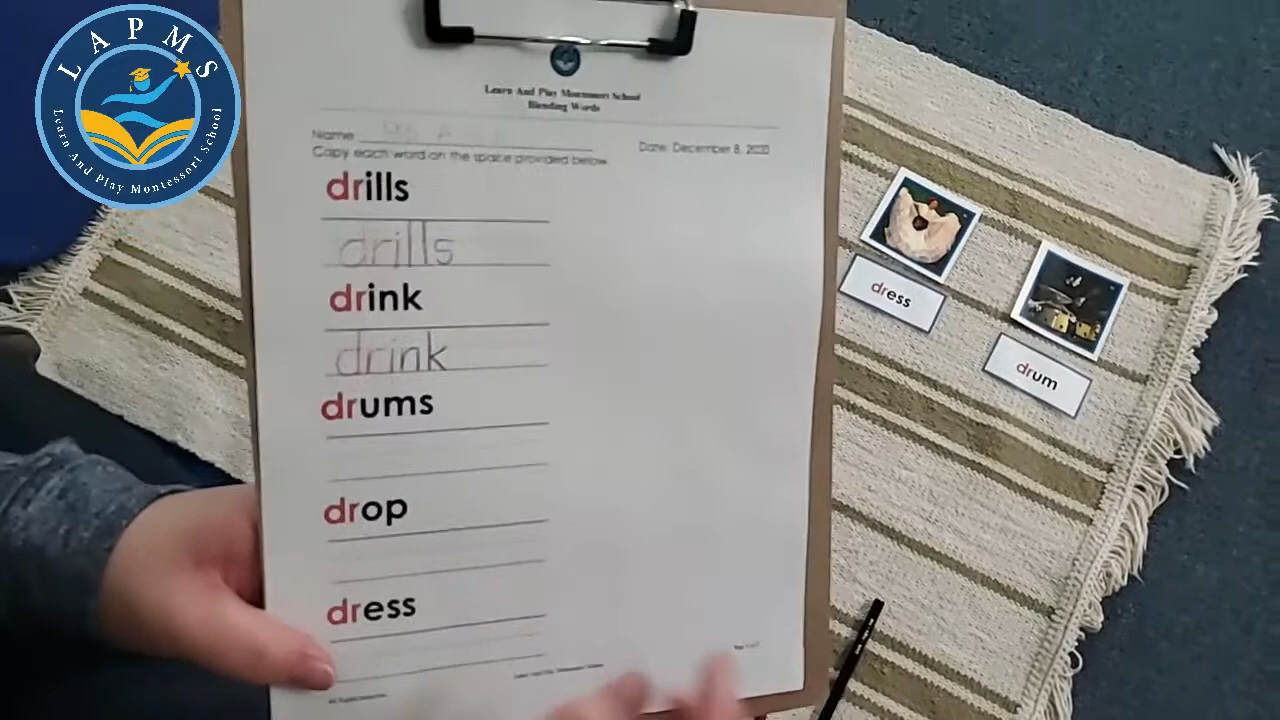 LAPMS
Learn And Play Montessori School
Learn And Play Montessori School
Blending Words
Name
Date: December 8, 2020
Copy each word on the space provided below.
drills
drills
drink
drink
drums
drop
dress
dress
drum